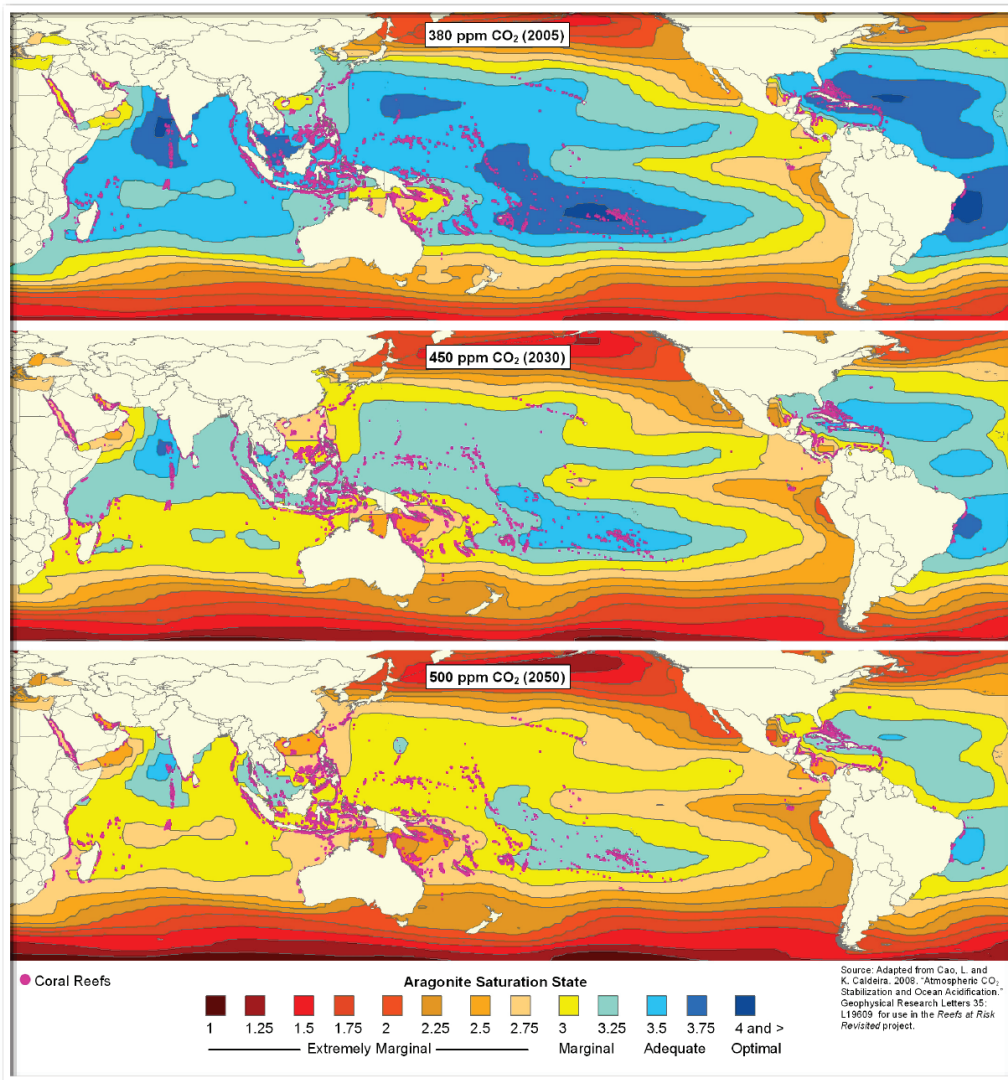 380 ppm CO₂ (2005)
450 ppm CO₂ (2030)
500 ppm CO₂ (2050)
Coral Reefs
Aragonite Saturation State
1 1.25 1.5 1.75 2 2.25 2.5 2.75 3 3.25 3.5 3.75 4 and >
Extremely Marginal Marginal Adequate Optimal
Source: Adapted from Cao, L. and
K. Caldeira. 2008. “Atmospheric CO₂
Stabilization and Ocean Acidification.”
Geophysical Research Letters 35:
L19609 for use in the Reefs at Risk
Revisited project.